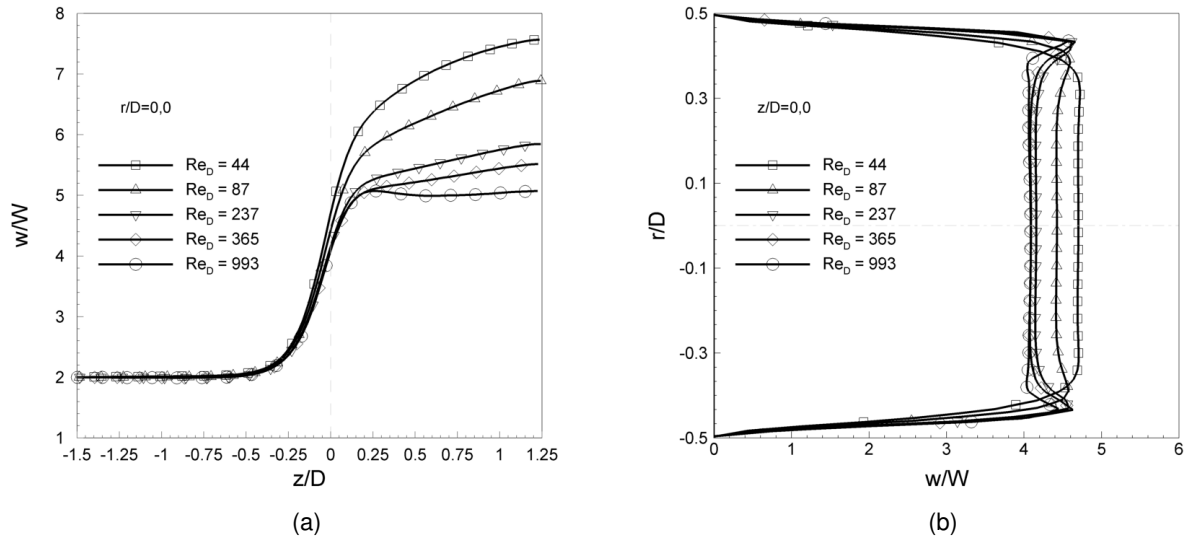 8
7
6
5
4
3
2
1
w/W
r/D=0,0
Re_D = 44
Re_D = 87
Re_D = 237
Re_D = 365
Re_D = 993
-1.5 -1.25 -1 -0.75 -0.5 -0.25 0 0.25 0.5 0.75 1 1.25
z/D
(a)
0.5
0.3
0.1
-0.1
-0.3
-0.5
r/D
z/D=0,0
Re_D = 44
Re_D = 87
Re_D = 237
Re_D = 365
Re_D = 993
0 1 2 3 4 5 6
w/W
(b)